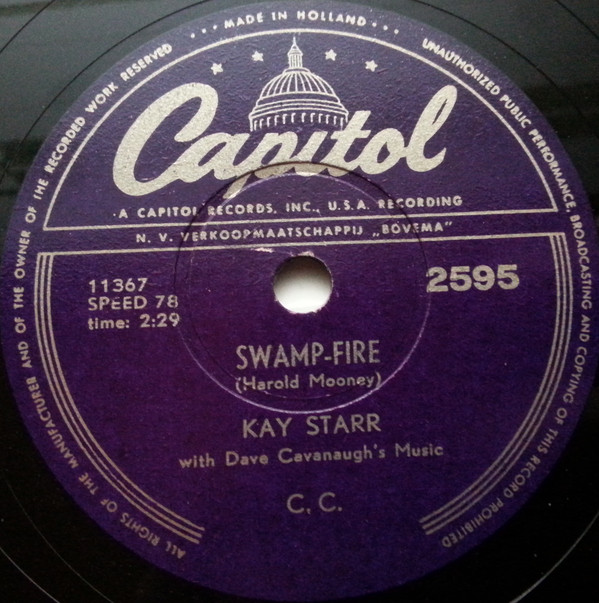 ALL RIGHTS OF THE MANUFACTURER AND OF THE OWNER OF THE RECORDED WORK RESERVED
• • • MADE IN HOLLAND • • •
UNAUTHORIZED PUBLIC PERFORMANCE, BROADCASTING AND COPYING OF THIS RECORD PROHIBITED
Capitol
. A CAPITOL RECORDS, INC., U.S.A. RECORDING
N. V. VERKOOPMAATSCHAPPIJ „BOVEMA”
11367
SPEED 78
time: 2:29
2595
SWAMP-FIRE
(Harold Mooney)
KAY STARR
with Dave Cavanaugh's Music
C. C.